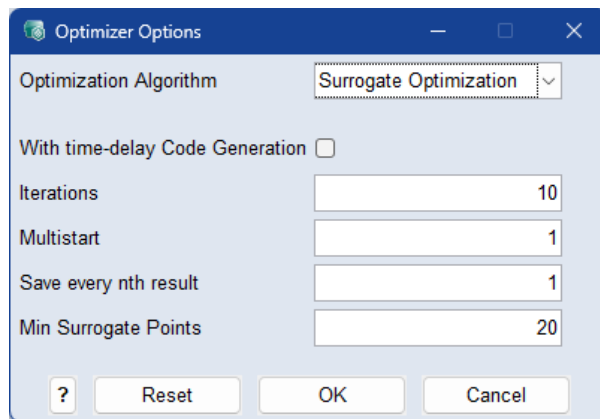 Optimizer Options
Optimization Algorithm Surrogate Optimization
With time-delay Code Generation
Iterations 10
Multistart 1
Save every nth result 1
Min Surrogate Points 20
? Reset OK Cancel